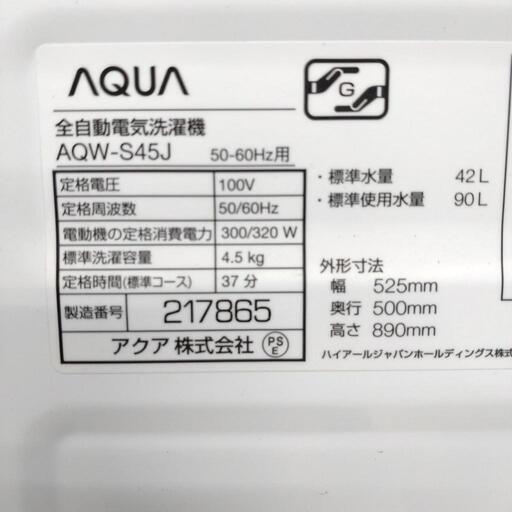 AQUA
G
全自動電気洗濯機
AQW-S45J 50-60Hz用
定格電圧 100V
定格周波数 50/60Hz
電動機の定格消費電力 300/320 W
標準洗濯容量 4.5 kg
定格時間(標準コース) 37 分
製造番号 217865
アクア 株式会社 PSE
・標準水量 42L
・標準使用水量 90L
外形寸法
幅 525mm
奥行 500mm
高さ 890mm
ハイアールジャパンホールディングス株式